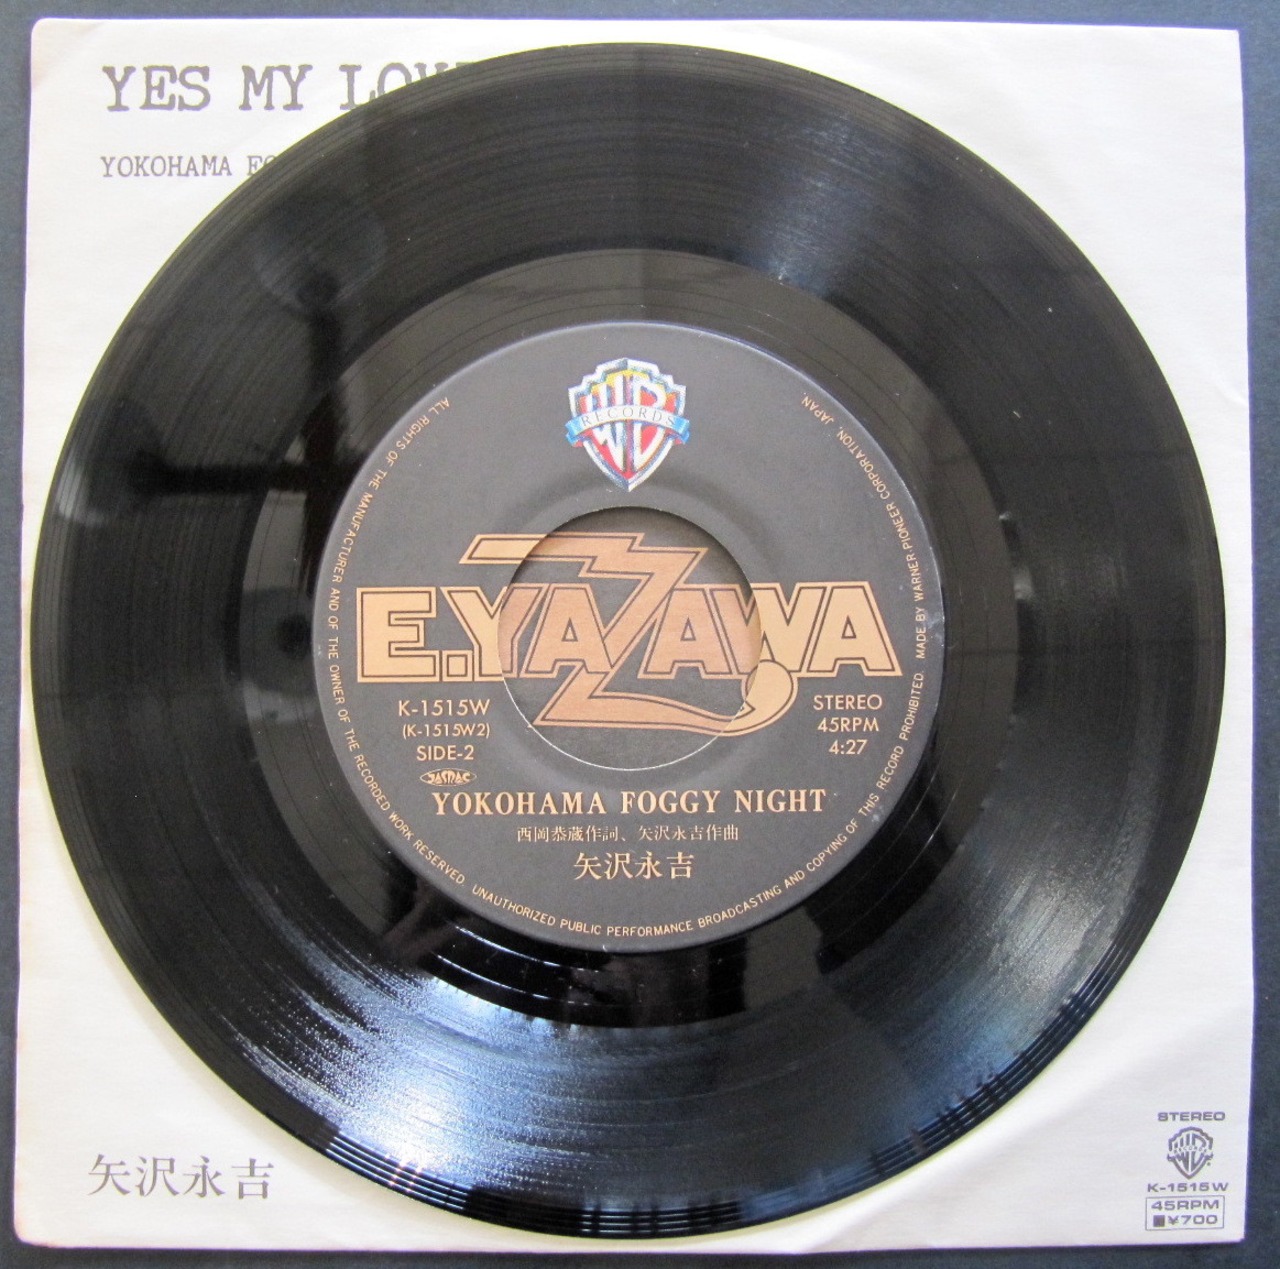 YES MY LOVE
YOKOHAMA FO
RECORDS
E.YAZAWA
K-1515W
(K-1515W2)
SIDE-2
JASRAC
STEREO
45RPM
4:27
YOKOHAMA FOGGY NIGHT
西岡恭蔵作詞、矢沢永吉作曲
矢沢永吉
ALL RIGHTS OF THE MANUFACTURER AND OF THE OWNER OF THE RECORDED WORK RESERVED. UNAUTHORIZED PUBLIC PERFORMANCE BROADCASTING AND COPYING OF THIS RECORD PROHIBITED. MADE BY WARNER-PIONEER CORPORATION, JAPAN.
矢沢永吉
STEREO
K-1515W
45RPM
¥700